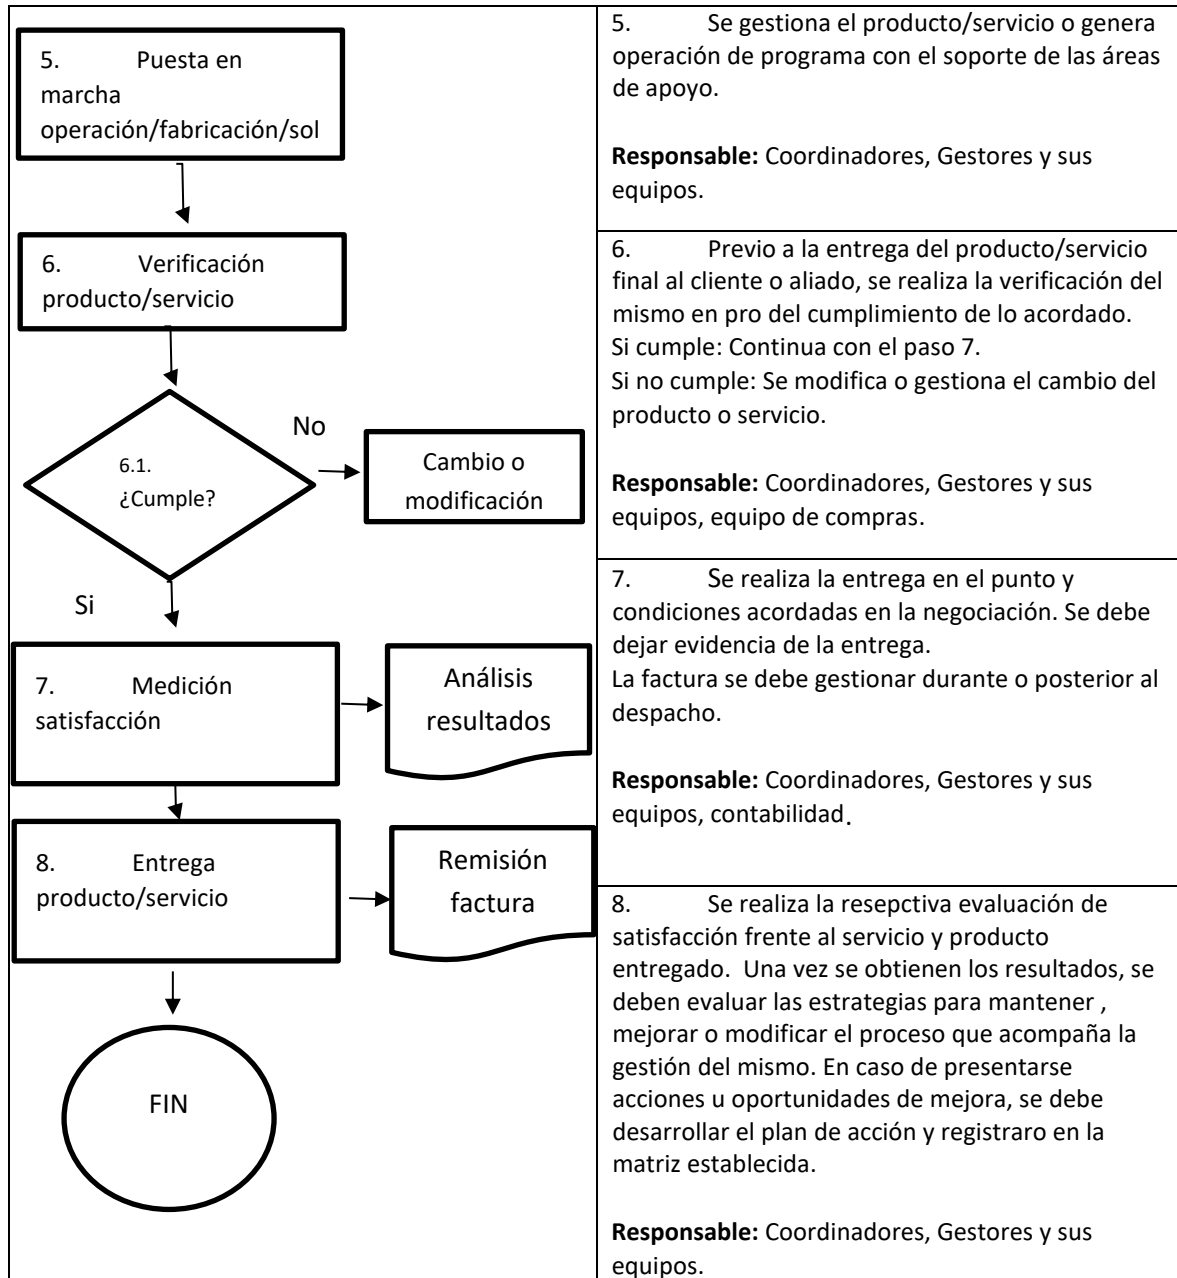 5. Puesta en
marcha
operación/fabricación/sol
6. Verificación
producto/servicio
6.1.
¿Cumple?
No
Cambio o
modificación
Si
7. Medición
satisfacción
Análisis
resultados
8. Entrega
producto/servicio
Remisión
factura
FIN
5. Se gestiona el producto/servicio o genera
operación de programa con el soporte de las áreas
de apoyo.
Responsable: Coordinadores, Gestores y sus
equipos.
6. Previo a la entrega del producto/servicio
final al cliente o aliado, se realiza la verificación del
mismo en pro del cumplimiento de lo acordado.
Si cumple: Continua con el paso 7.
Si no cumple: Se modifica o gestiona el cambio del
producto o servicio.
Responsable: Coordinadores, Gestores y sus
equipos, equipo de compras.
7. Se realiza la entrega en el punto y
condiciones acordadas en la negociación. Se debe
dejar evidencia de la entrega.
La factura se debe gestionar durante o posterior al
despacho.
Responsable: Coordinadores, Gestores y sus
equipos, contabilidad.
8. Se realiza la resepctiva evaluación de
satisfacción frente al servicio y producto
entregado. Una vez se obtienen los resultados, se
deben evaluar las estrategias para mantener ,
mejorar o modificar el proceso que acompaña la
gestión del mismo. En caso de presentarse
acciones u oportunidades de mejora, se debe
desarrollar el plan de acción y registraro en la
matriz establecida.
Responsable: Coordinadores, Gestores y sus
equipos.